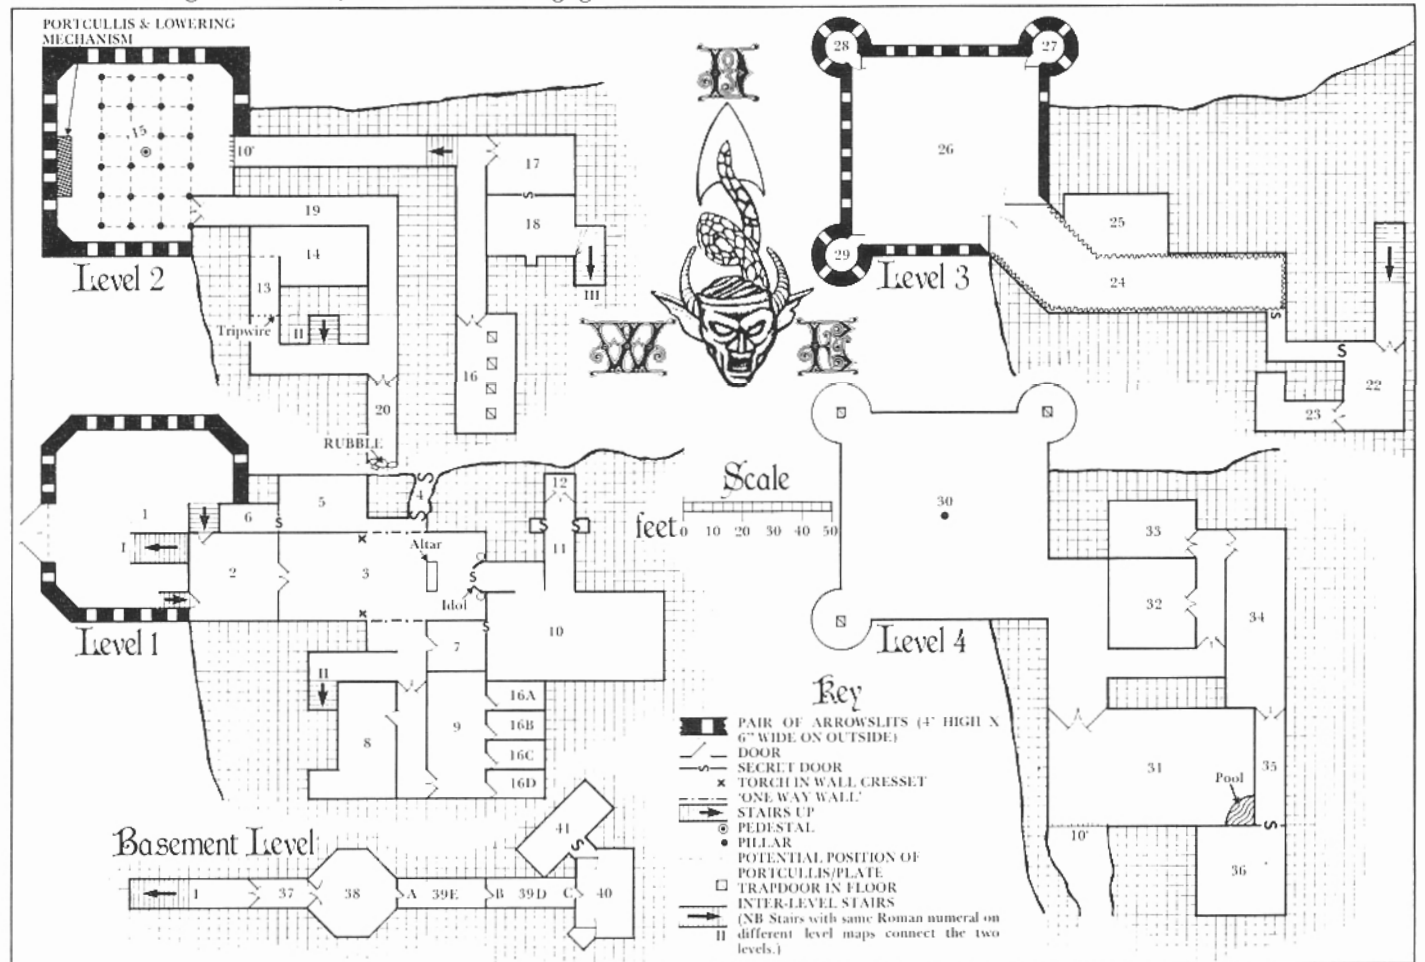 PORTCULLIS & LOWERING
MECHANISM
15
10'
17
S
18
19
14
13
Tripwire
II
III
16
20
RUBBLE
Level 2
N
W
E
28
27
26
25
29
24
Level 3
S
S
22
23
1
5
4
S
S
6
S
12
S
S
11
I
2
3
Altar
S
Idol
10
S
7
Level 1
II
16A
8
9
16B
16C
16D
Scale
feet
0 10 20 30 40 50
30
33
32
34
Level 4
31
Pool
35
S
10'
36
Basement Level
41
S
I
37
38
A
39E
B
39D
C
40
Key
PAIR OF ARROWSLITS (4' HIGH X
6" WIDE ON OUTSIDE)
DOOR
S
SECRET DOOR
TORCH IN WALL CRESSET
'ONE WAY WALL'
STAIRS UP
PEDESTAL
PILLAR
POTENTIAL POSITION OF
PORTCULLIS/PLATE
TRAPDOOR IN FLOOR
INTER-LEVEL STAIRS
(NB Stairs with same Roman numeral on
II
different level maps connect the two
levels.)